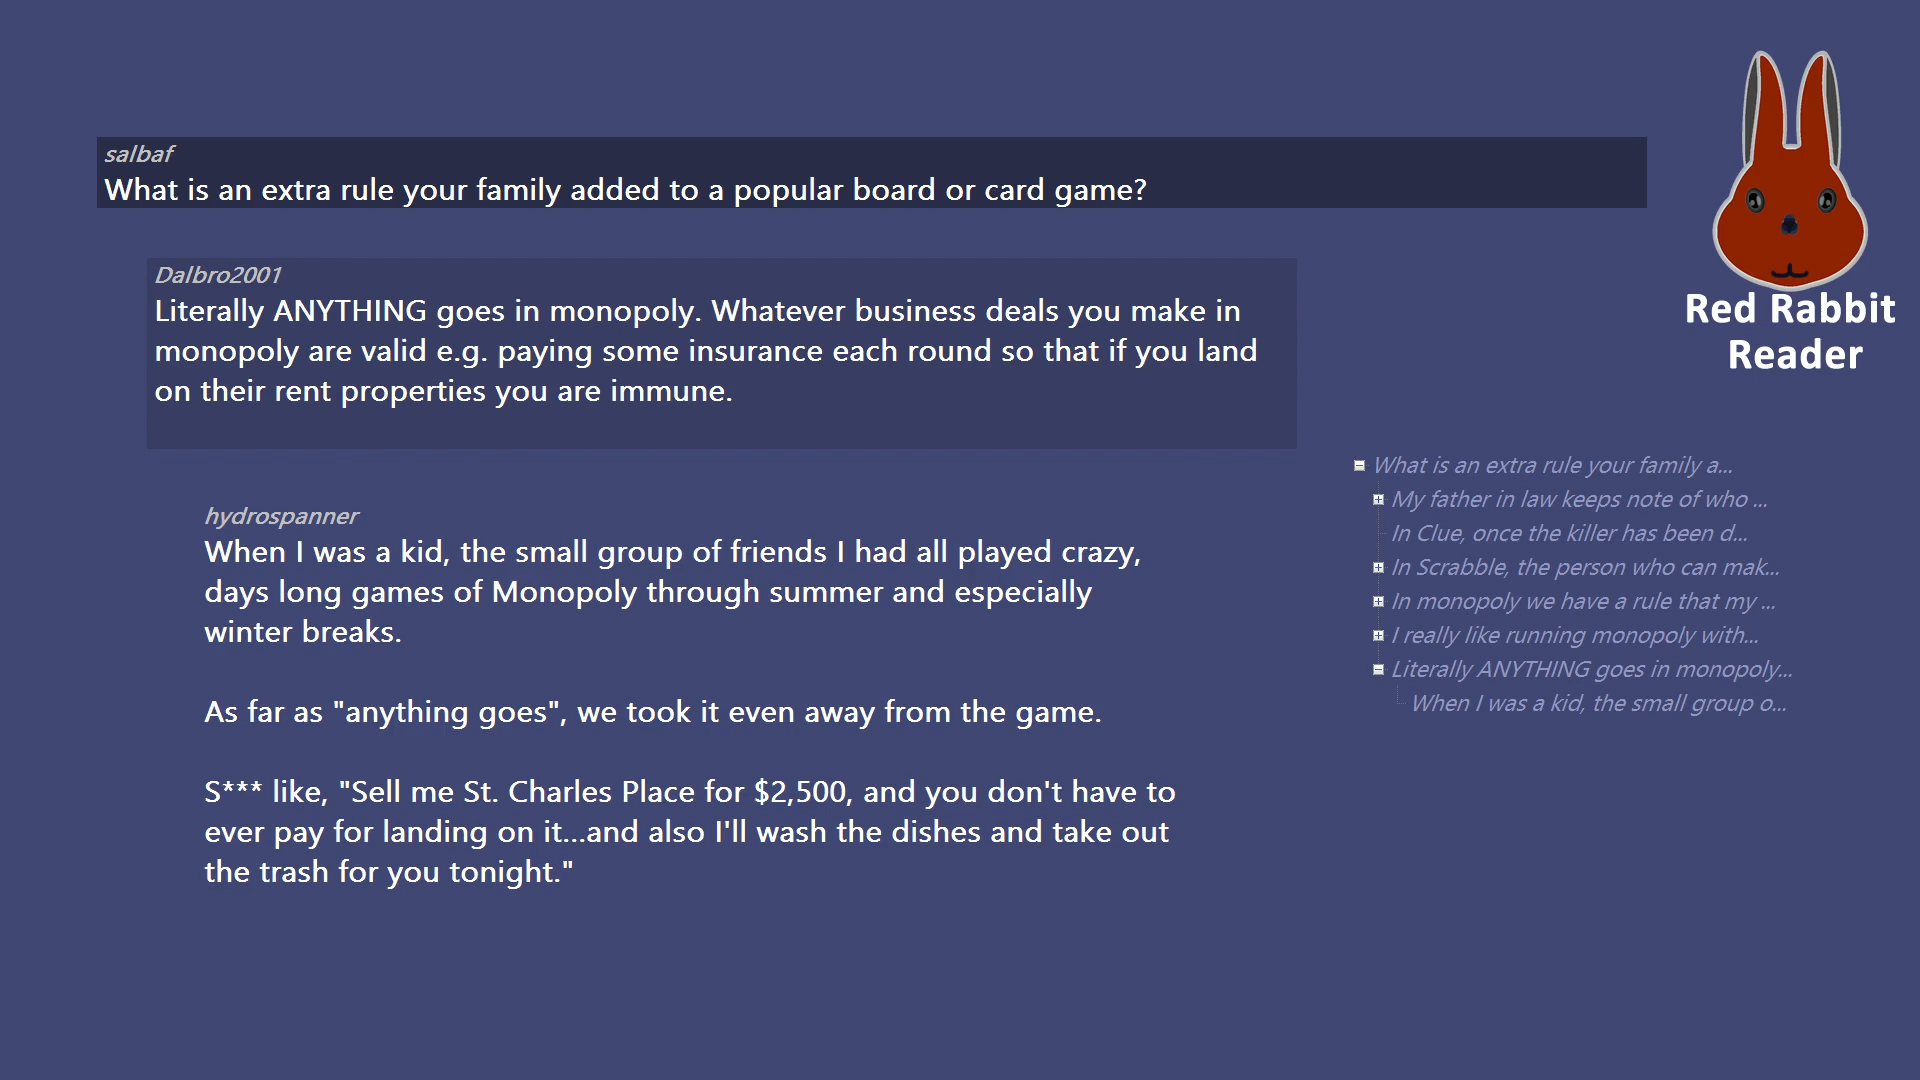 salbaf
What is an extra rule your family added to a popular board or card game?
Dalbro2001
Literally ANYTHING goes in monopoly. Whatever business deals you make in
monopoly are valid e.g. paying some insurance each round so that if you land
on their rent properties you are immune.
hydrospanner
When I was a kid, the small group of friends I had all played crazy,
days long games of Monopoly through summer and especially
winter breaks.
As far as "anything goes", we took it even away from the game.
S*** like, "Sell me St. Charles Place for $2,500, and you don't have to
ever pay for landing on it...and also I'll wash the dishes and take out
the trash for you tonight."
Red Rabbit
Reader
What is an extra rule your family a...
My father in law keeps note of who ...
In Clue, once the killer has been d...
In Scrabble, the person who can mak...
In monopoly we have a rule that my ...
I really like running monopoly with...
Literally ANYTHING goes in monopoly...
When I was a kid, the small group o...